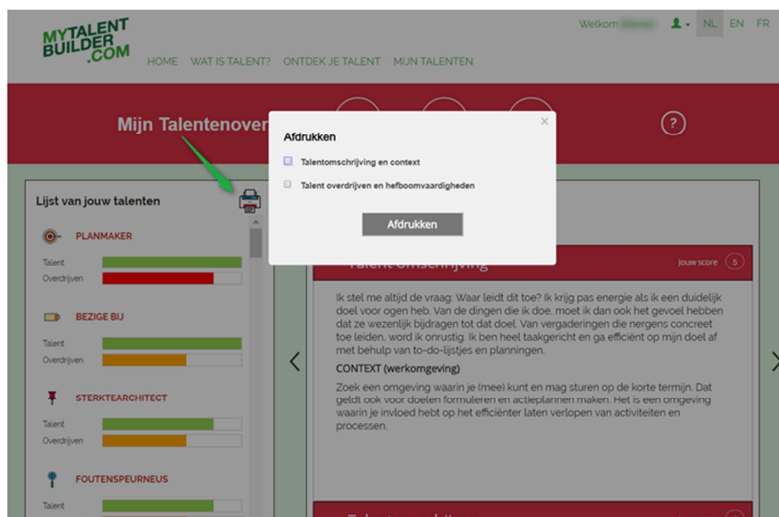 MYTALENT
BUILDER
.COM
Welkom
NL EN FR
HOME WAT IS TALENT? ONTDEK JE TALENT MIJN TALENTEN
Mijn Talentenover
?
Afdrukken
×
Talentomschrijving en context
Talent overdrijven en hefboomvaardigheden
Afdrukken
Lijst van jouw talenten
PLANMAKER
Talent
Overdrijven
BEZIGE BIJ
Talent
Overdrijven
STERKTEARCHITECT
Talent
Overdrijven
FOUTENSPEURNEUS
Talent
Talent omschrijving
jouw score 5
Ik stel me altijd de vraag: Waar leidt dit toe? Ik krijg pas energie als ik een duidelijk
doel voor ogen heb. Van de dingen die ik doe, moet ik dan ook het gevoel hebben
dat ze wezenlijk bijdragen tot dat doel. Van vergaderingen die nergens concreet
toe leiden, word ik onrustig. Ik ben heel taakgericht en ga efficiënt op mijn doel af
met behulp van to-do-lijstjes en planningen.
CONTEXT (werkomgeving)
Zoek een omgeving waarin je (mee) kunt en mag sturen op de korte termijn. Dat
geldt ook voor doelen formuleren en actieplannen maken. Het is een omgeving
waarin je invloed hebt op het efficiënter laten verlopen van activiteiten en
processen.